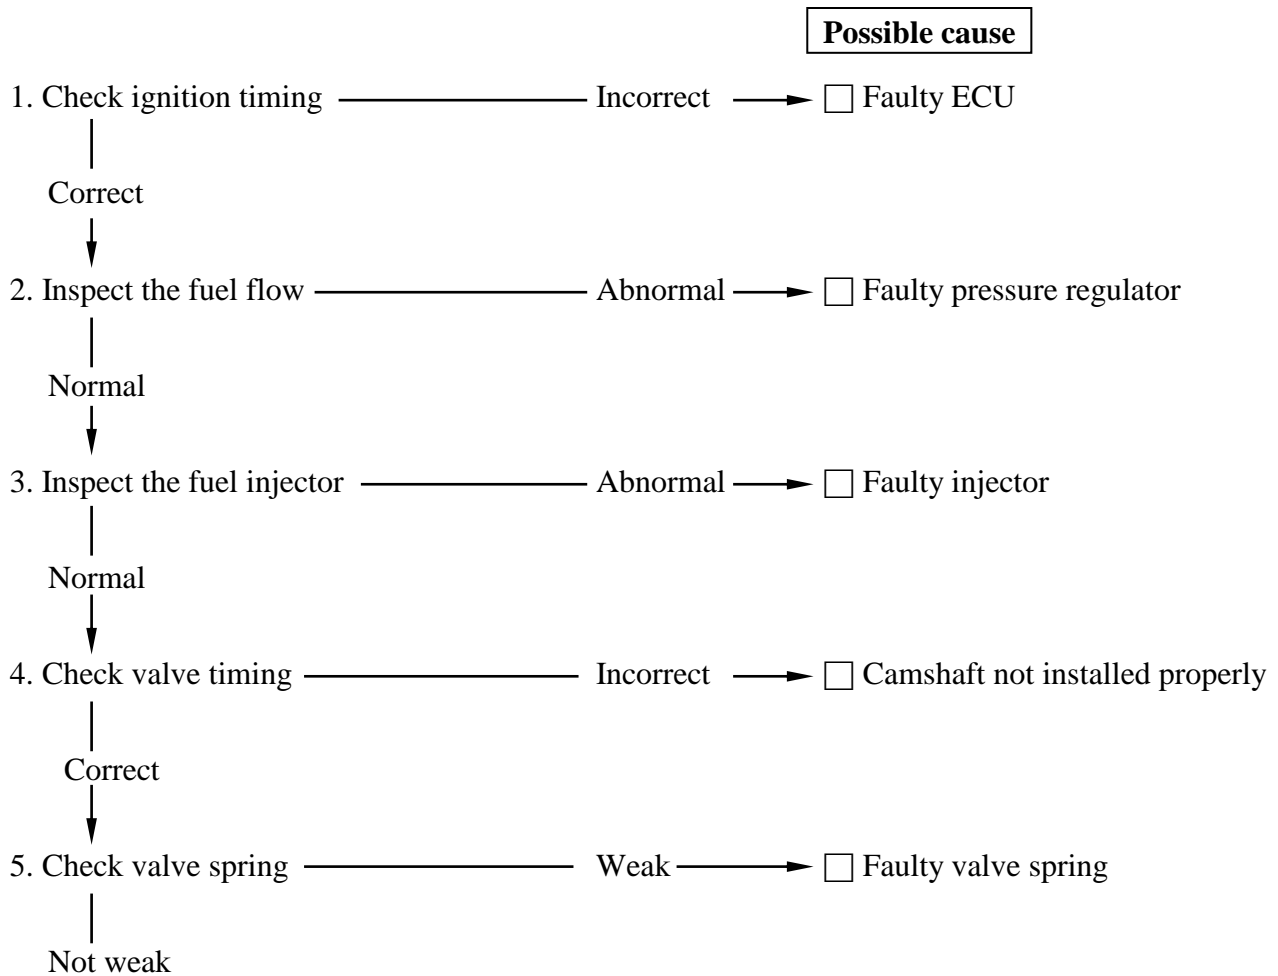 Possible cause
1. Check ignition timing Incorrect Faulty ECU
Correct
2. Inspect the fuel flow Abnormal Faulty pressure regulator
Normal
3. Inspect the fuel injector Abnormal Faulty injector
Normal
4. Check valve timing Incorrect Camshaft not installed properly
Correct
5. Check valve spring Weak Faulty valve spring
Not weak